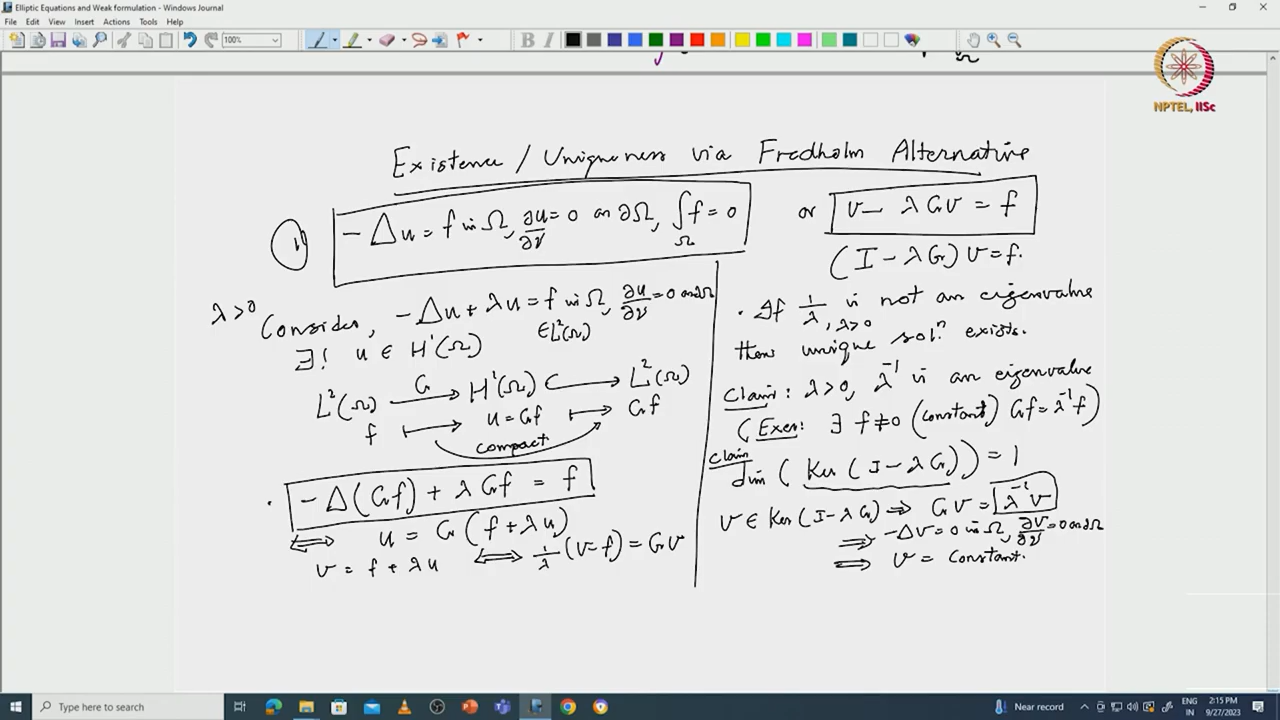 Elliptic Equations and Weak formulation - Windows Journal
File Edit View Insert Actions Tools Help
100%
NPTEL, IISc
Existence / Uniqueness via Fredholm Alternative
1) -Δu = f in Ω, ∂u/∂ν = 0 on ∂Ω, ∫_Ω f = 0
λ>0 Consider, -Δu + λu = f in Ω, ∂u/∂ν = 0 on ∂Ω
∈L²(Ω)
∃! u ∈ H¹(Ω)
L²(Ω) —G→ H¹(Ω) ↪ L²(Ω)
f ↦ u = Gf ↦ Gf
compact
· -Δ(Gf) + λGf = f
⟺ u = G(f+λu)
v = f+λu ⟺ 1/λ (v-f) = Gv
or v - λGv = f
(I-λG)v = f.
· If 1/λ, λ>0 is not an eigenvalue
then unique solⁿ exists.
Claim: λ>0, λ⁻¹ is an eigenvalue
(Exer: ∃ f≠0 (constant) Gf = λ⁻¹f)
Claim
dim(Ker(I-λG)) = 1
v ∈ Ker(I-λG) ⟹ Gv = λ⁻¹v
⟹ -Δv = 0 in Ω, ∂v/∂ν = 0 on ∂Ω
⟹ v = Constant.
Type here to search
Near record
ENG
IN
2:15 PM
9/27/2023